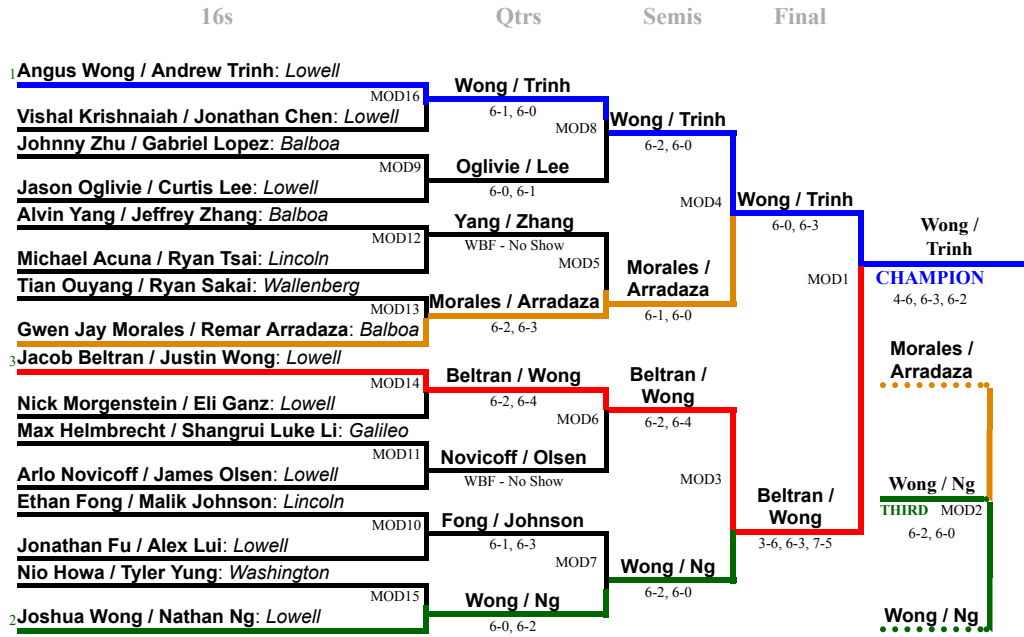 16s
Qtrs
Semis
Final
1 Angus Wong / Andrew Trinh: Lowell
MOD16
Vishal Krishnaiah / Jonathan Chen: Lowell
Johnny Zhu / Gabriel Lopez: Balboa
MOD9
Jason Oglivie / Curtis Lee: Lowell
Alvin Yang / Jeffrey Zhang: Balboa
MOD12
Michael Acuna / Ryan Tsai: Lincoln
Tian Ouyang / Ryan Sakai: Wallenberg
MOD13
Gwen Jay Morales / Remar Arradaza: Balboa
3 Jacob Beltran / Justin Wong: Lowell
MOD14
Nick Morgenstein / Eli Ganz: Lowell
Max Helmbrecht / Shangrui Luke Li: Galileo
MOD11
Arlo Novicoff / James Olsen: Lowell
Ethan Fong / Malik Johnson: Lincoln
MOD10
Jonathan Fu / Alex Lui: Lowell
Nio Howa / Tyler Yung: Washington
MOD15
2 Joshua Wong / Nathan Ng: Lowell
Wong / Trinh
6-1, 6-0
MOD8
Oglivie / Lee
6-0, 6-1
Yang / Zhang
WBF - No Show
MOD5
Morales / Arradaza
6-2, 6-3
Beltran / Wong
6-2, 6-4
MOD6
Novicoff / Olsen
WBF - No Show
Fong / Johnson
6-1, 6-3
MOD7
Wong / Ng
6-0, 6-2
Wong / Trinh
6-2, 6-0
MOD4
Morales /
Arradaza
6-1, 6-0
Beltran /
Wong
6-2, 6-4
MOD3
Wong / Ng
6-2, 6-0
Wong / Trinh
6-0, 6-3
MOD1
Beltran /
Wong
3-6, 6-3, 7-5
Wong /
Trinh
CHAMPION
4-6, 6-3, 6-2
Morales /
Arradaza
Wong / Ng
THIRD MOD2
6-2, 6-0
Wong / Ng